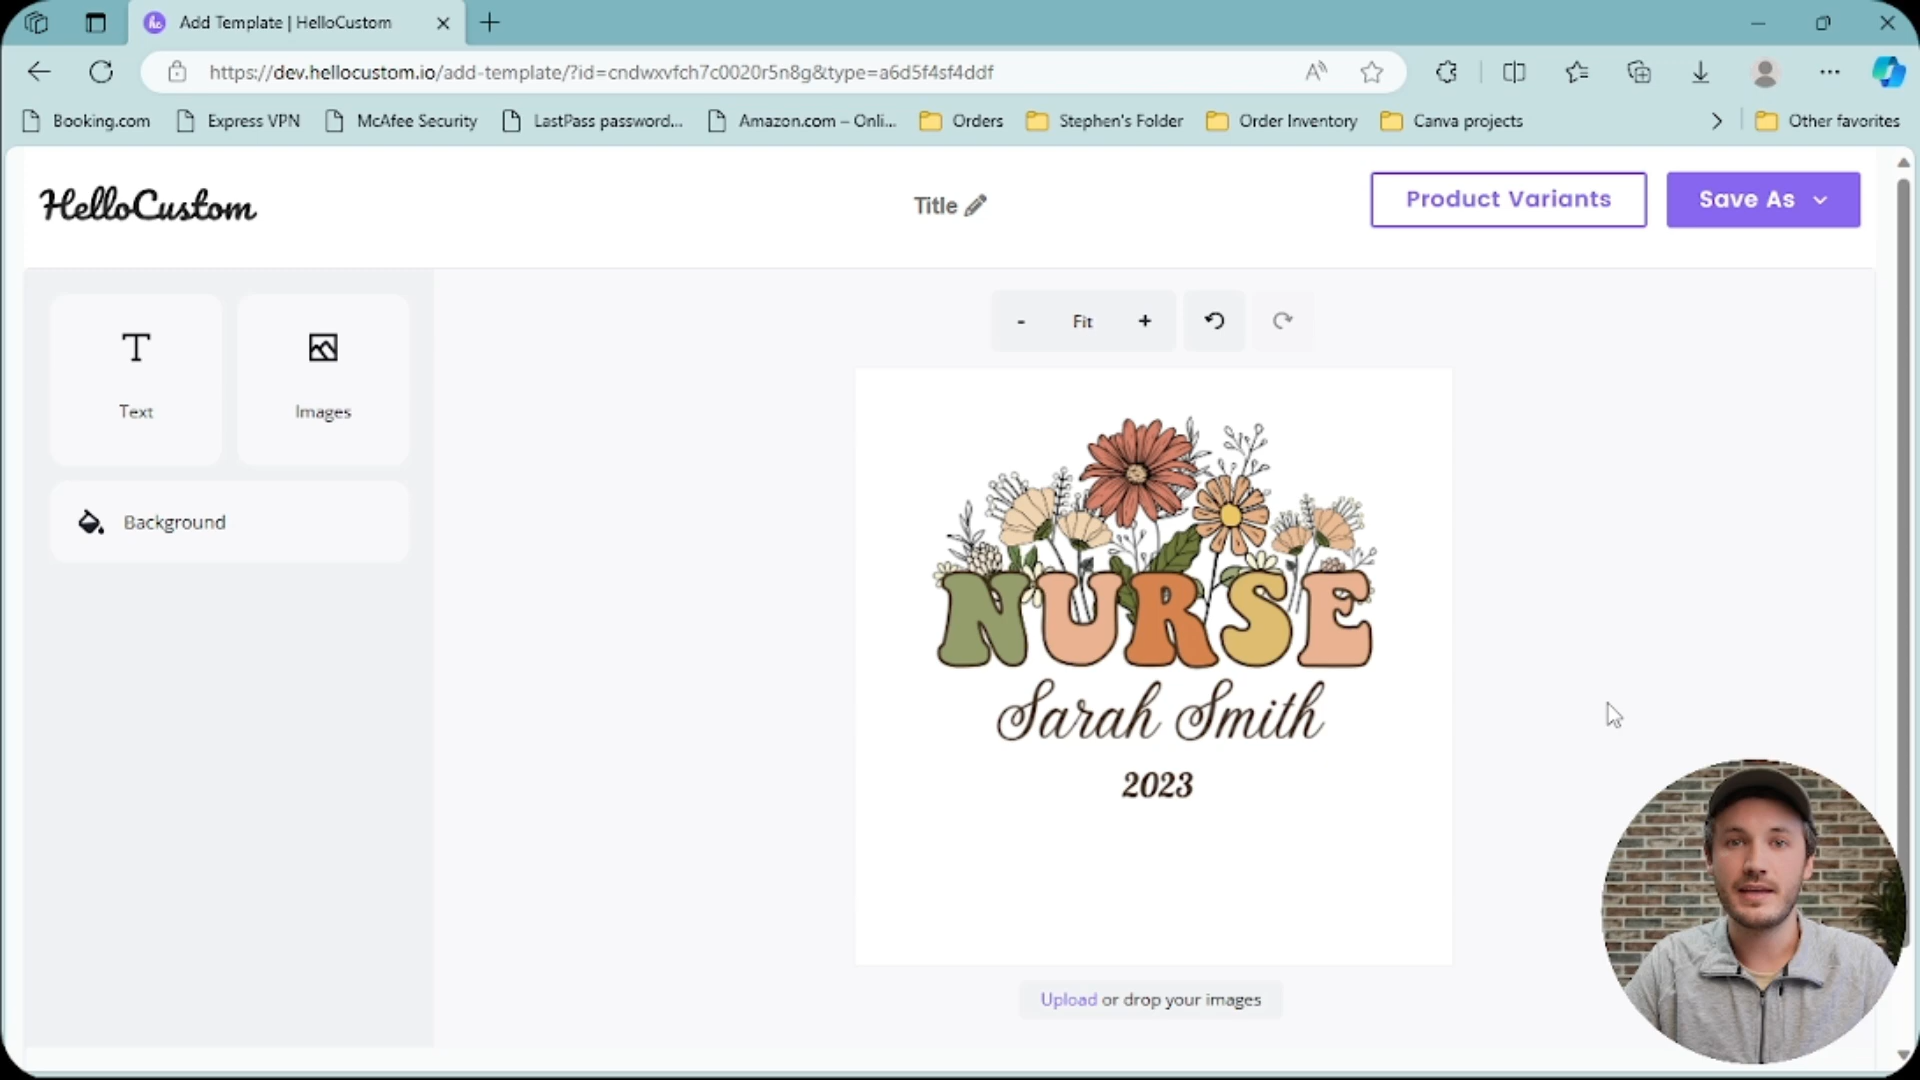 Add Template | HelloCustom
https://dev.hellocustom.io/add-template/?id=cndwxvfch7c0020r5n8g&type=a6d5f4sf4ddf
Booking.com Express VPN McAfee Security LastPass password... Amazon.com – Onli... Orders Stephen's Folder Order Inventory Canva projects Other favorites
HelloCustom
Title
Product Variants
Save As
- Fit +
Text
Images
Background
NURSE
Sarah Smith
2023
Upload or drop your images